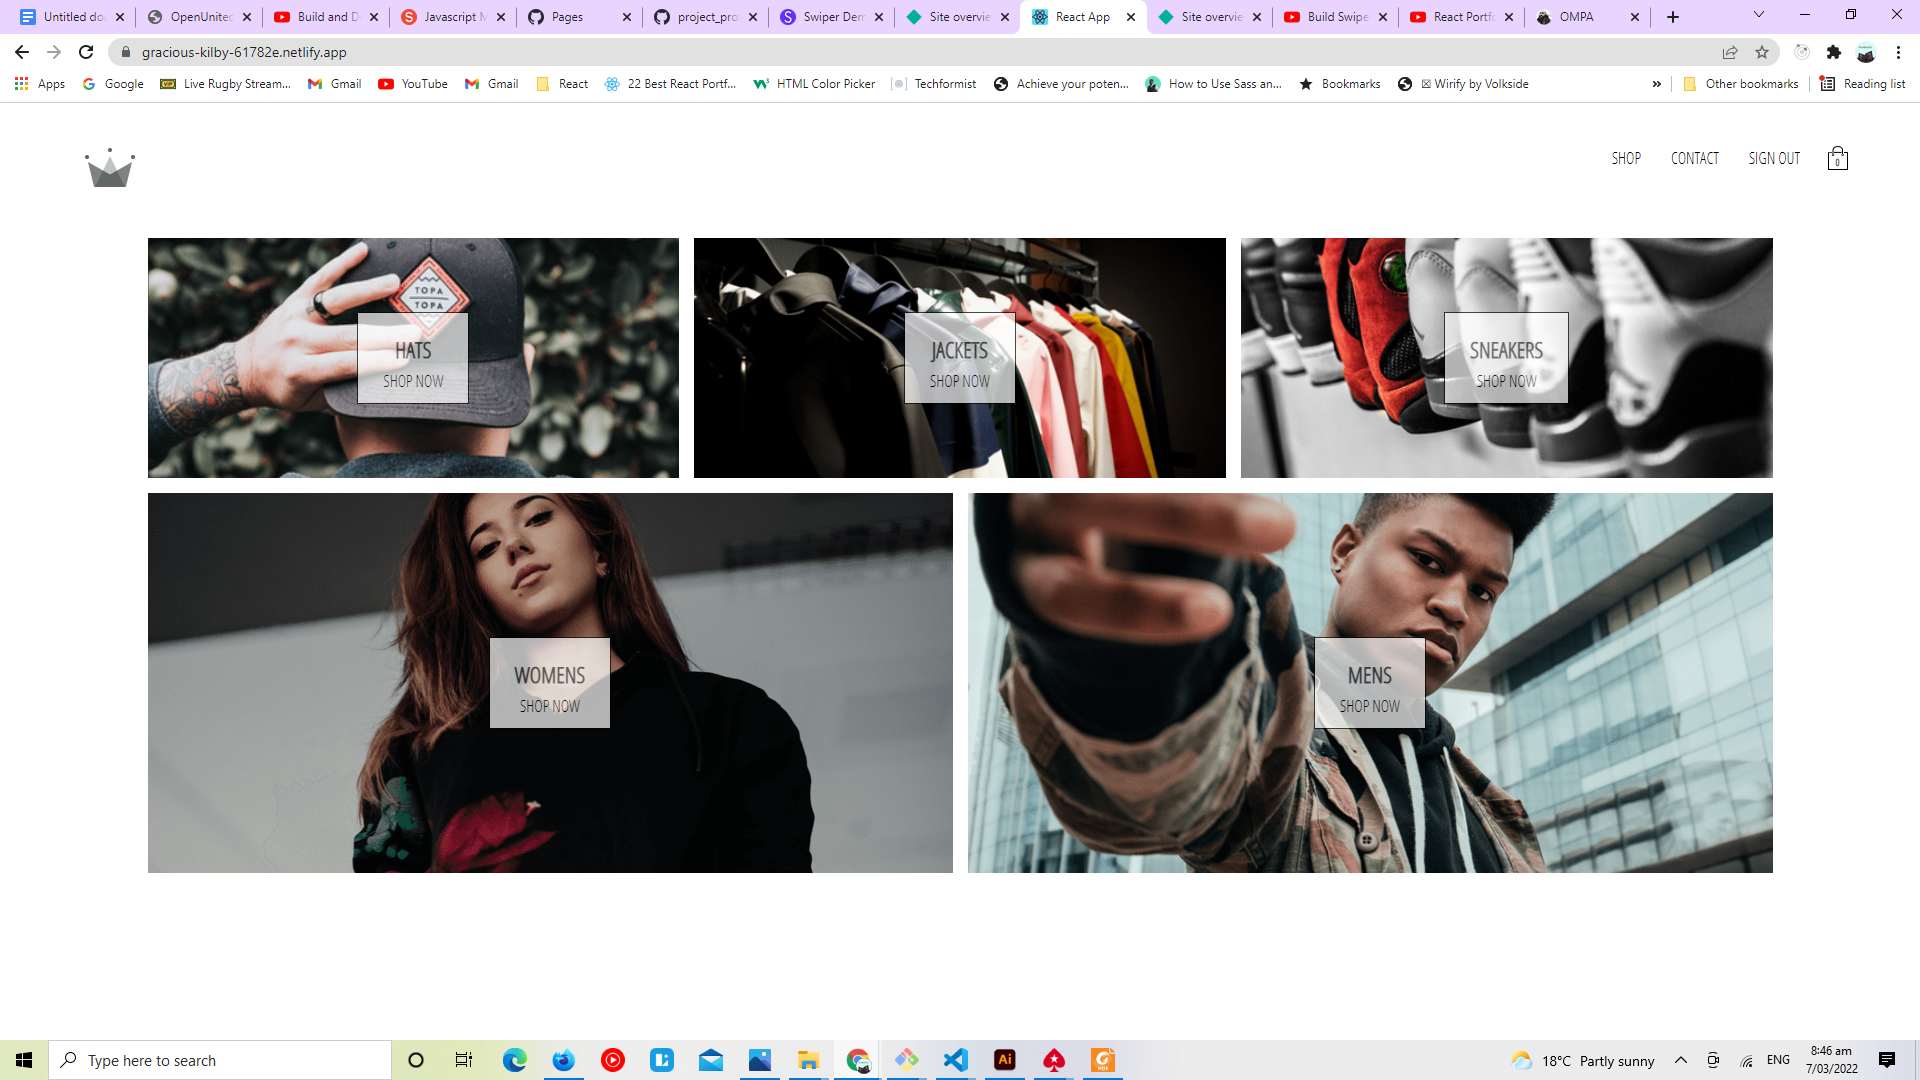 Untitled do
OpenUnited
Build and D
Javascript M
Pages
project_pro
Swiper Dem
Site overvie
React App
Site overvie
Build Swipe
React Portfo
OMPA
gracious-kilby-61782e.netlify.app
Apps
Google
Live Rugby Stream...
Gmail
YouTube
Gmail
React
22 Best React Portf...
HTML Color Picker
Techformist
Achieve your poten...
How to Use Sass an...
Bookmarks
Wirify by Volkside
»
Other bookmarks
Reading list
SHOP
CONTACT
SIGN OUT
0
TOPA
TOPA
HATS
SHOP NOW
JACKETS
SHOP NOW
SNEAKERS
SHOP NOW
WOMENS
SHOP NOW
MENS
SHOP NOW
Type here to search
Ai
18°C Partly sunny
ENG
8:46 am
7/03/2022